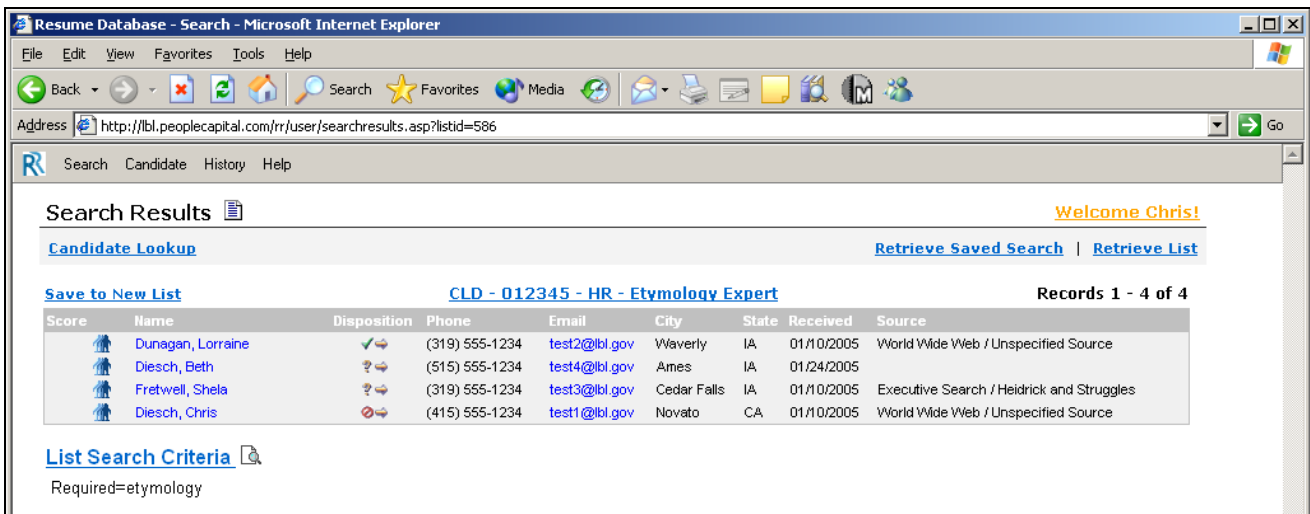 Resume Database - Search - Microsoft Internet Explorer
File Edit View Favorites Tools Help
Back Search Favorites Media
Address http://lbl.peoplecapital.com/rr/user/searchresults.asp?listid=586 Go
R Search Candidate History Help
Search Results Welcome Chris!
Candidate Lookup Retrieve Saved Search | Retrieve List
Save to New List CLD - 012345 - HR - Etymology Expert Records 1 - 4 of 4
Score Name Disposition Phone Email City State Received Source
Dunagan, Lorraine (319) 555-1234 test2@lbl.gov Waverly IA 01/10/2005 World Wide Web / Unspecified Source
Diesch, Beth ? (515) 555-1234 test4@lbl.gov Ames IA 01/24/2005
Fretwell, Shela ? (319) 555-1234 test3@lbl.gov Cedar Falls IA 01/10/2005 Executive Search / Heidrick and Struggles
Diesch, Chris (415) 555-1234 test1@lbl.gov Novato CA 01/10/2005 World Wide Web / Unspecified Source
List Search Criteria
Required=etymology